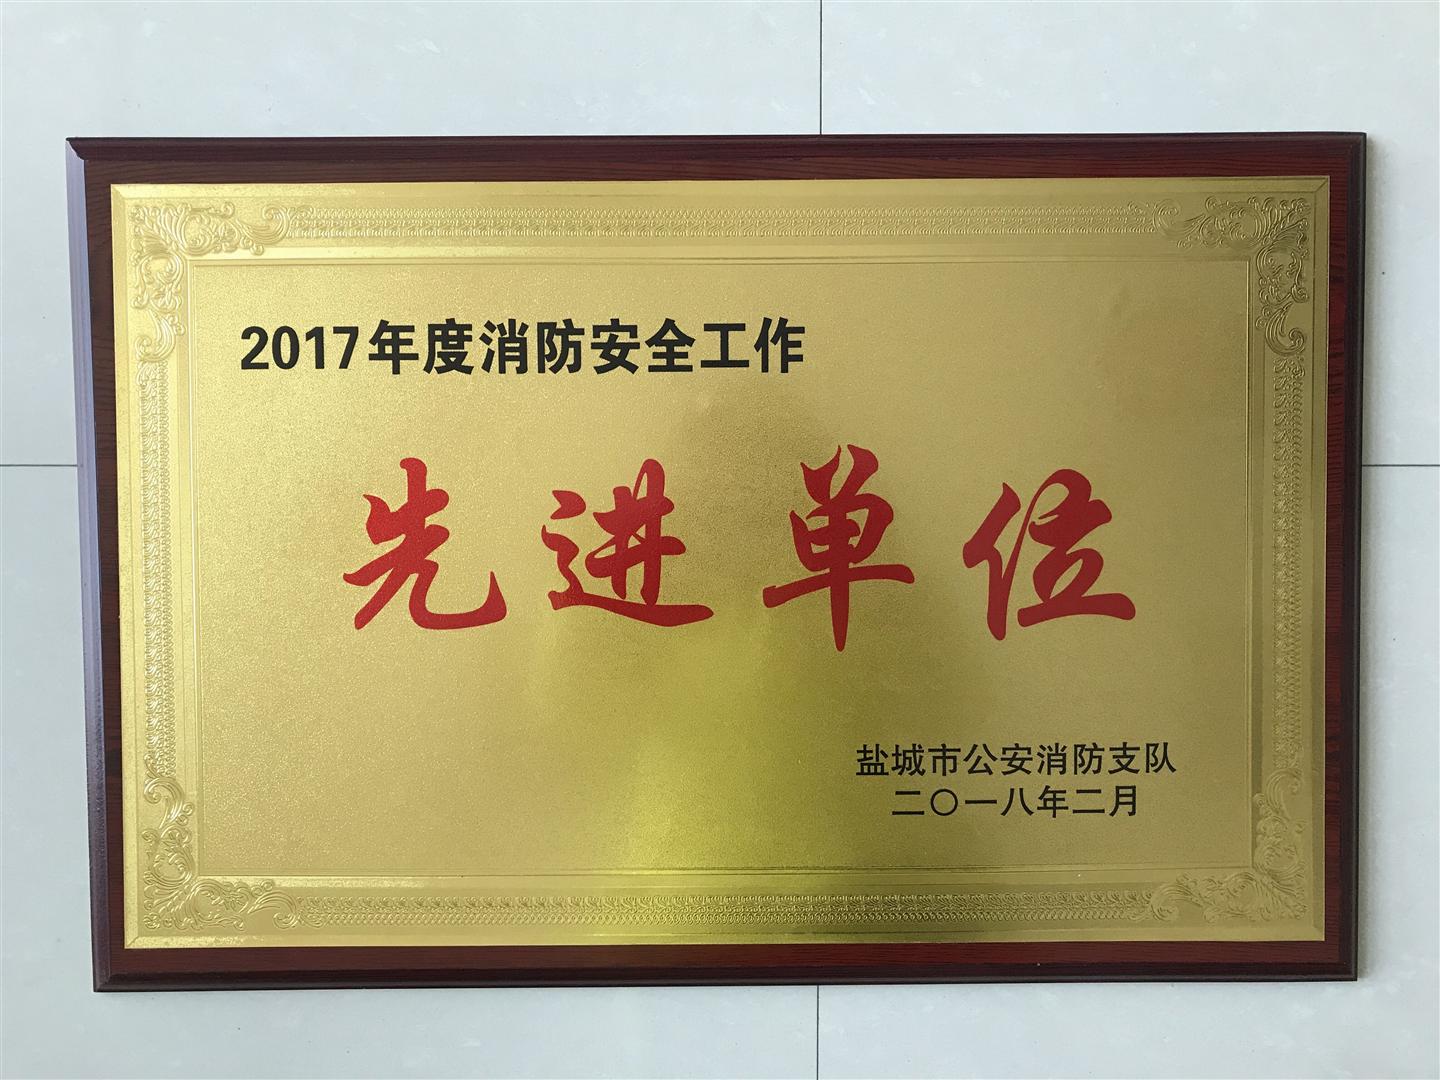 2017年度消防安全工作
先进单位
盐城市公安消防支队
二〇一八年二月